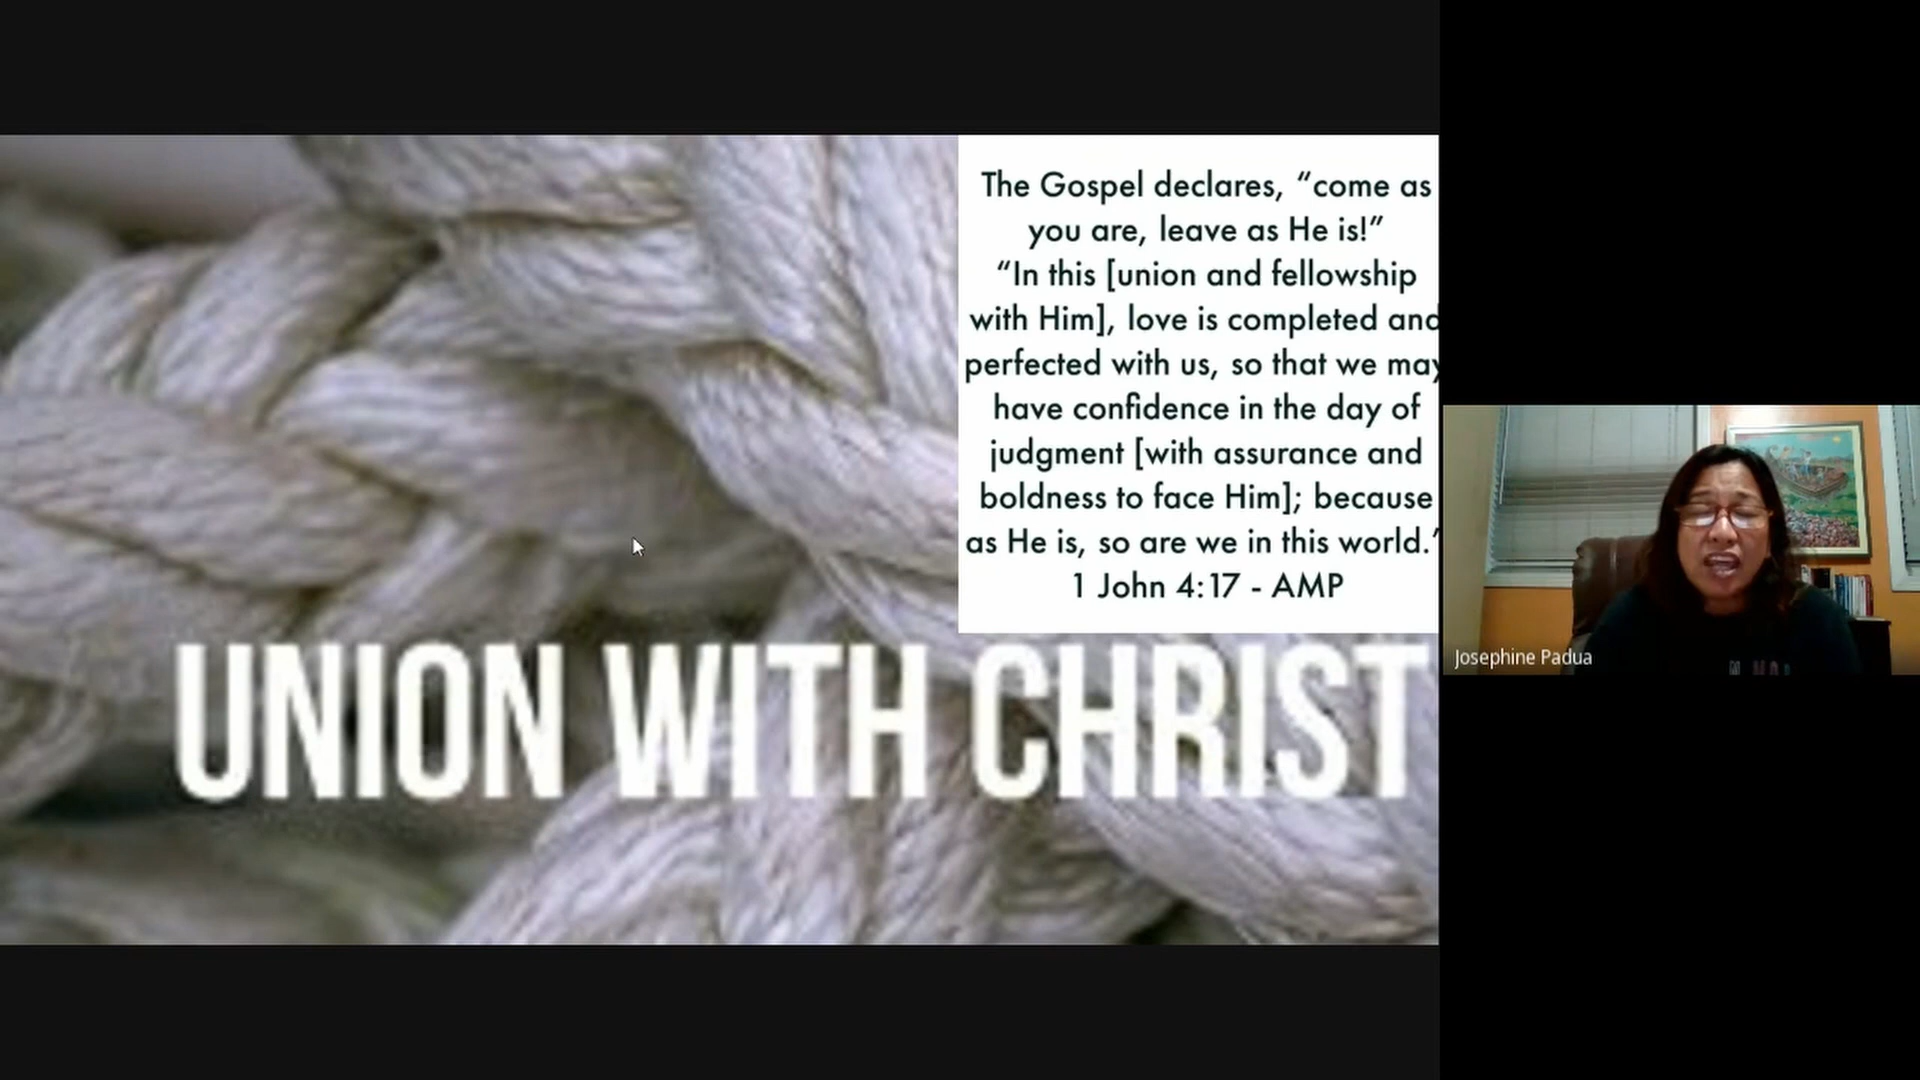 The Gospel declares, “come as
you are, leave as He is!”
“In this [union and fellowship
with Him], love is completed and
perfected with us, so that we may
have confidence in the day of
judgment [with assurance and
boldness to face Him]; because
as He is, so are we in this world.”
1 John 4:17 - AMP
UNION WITH CHRIST
Josephine Padua